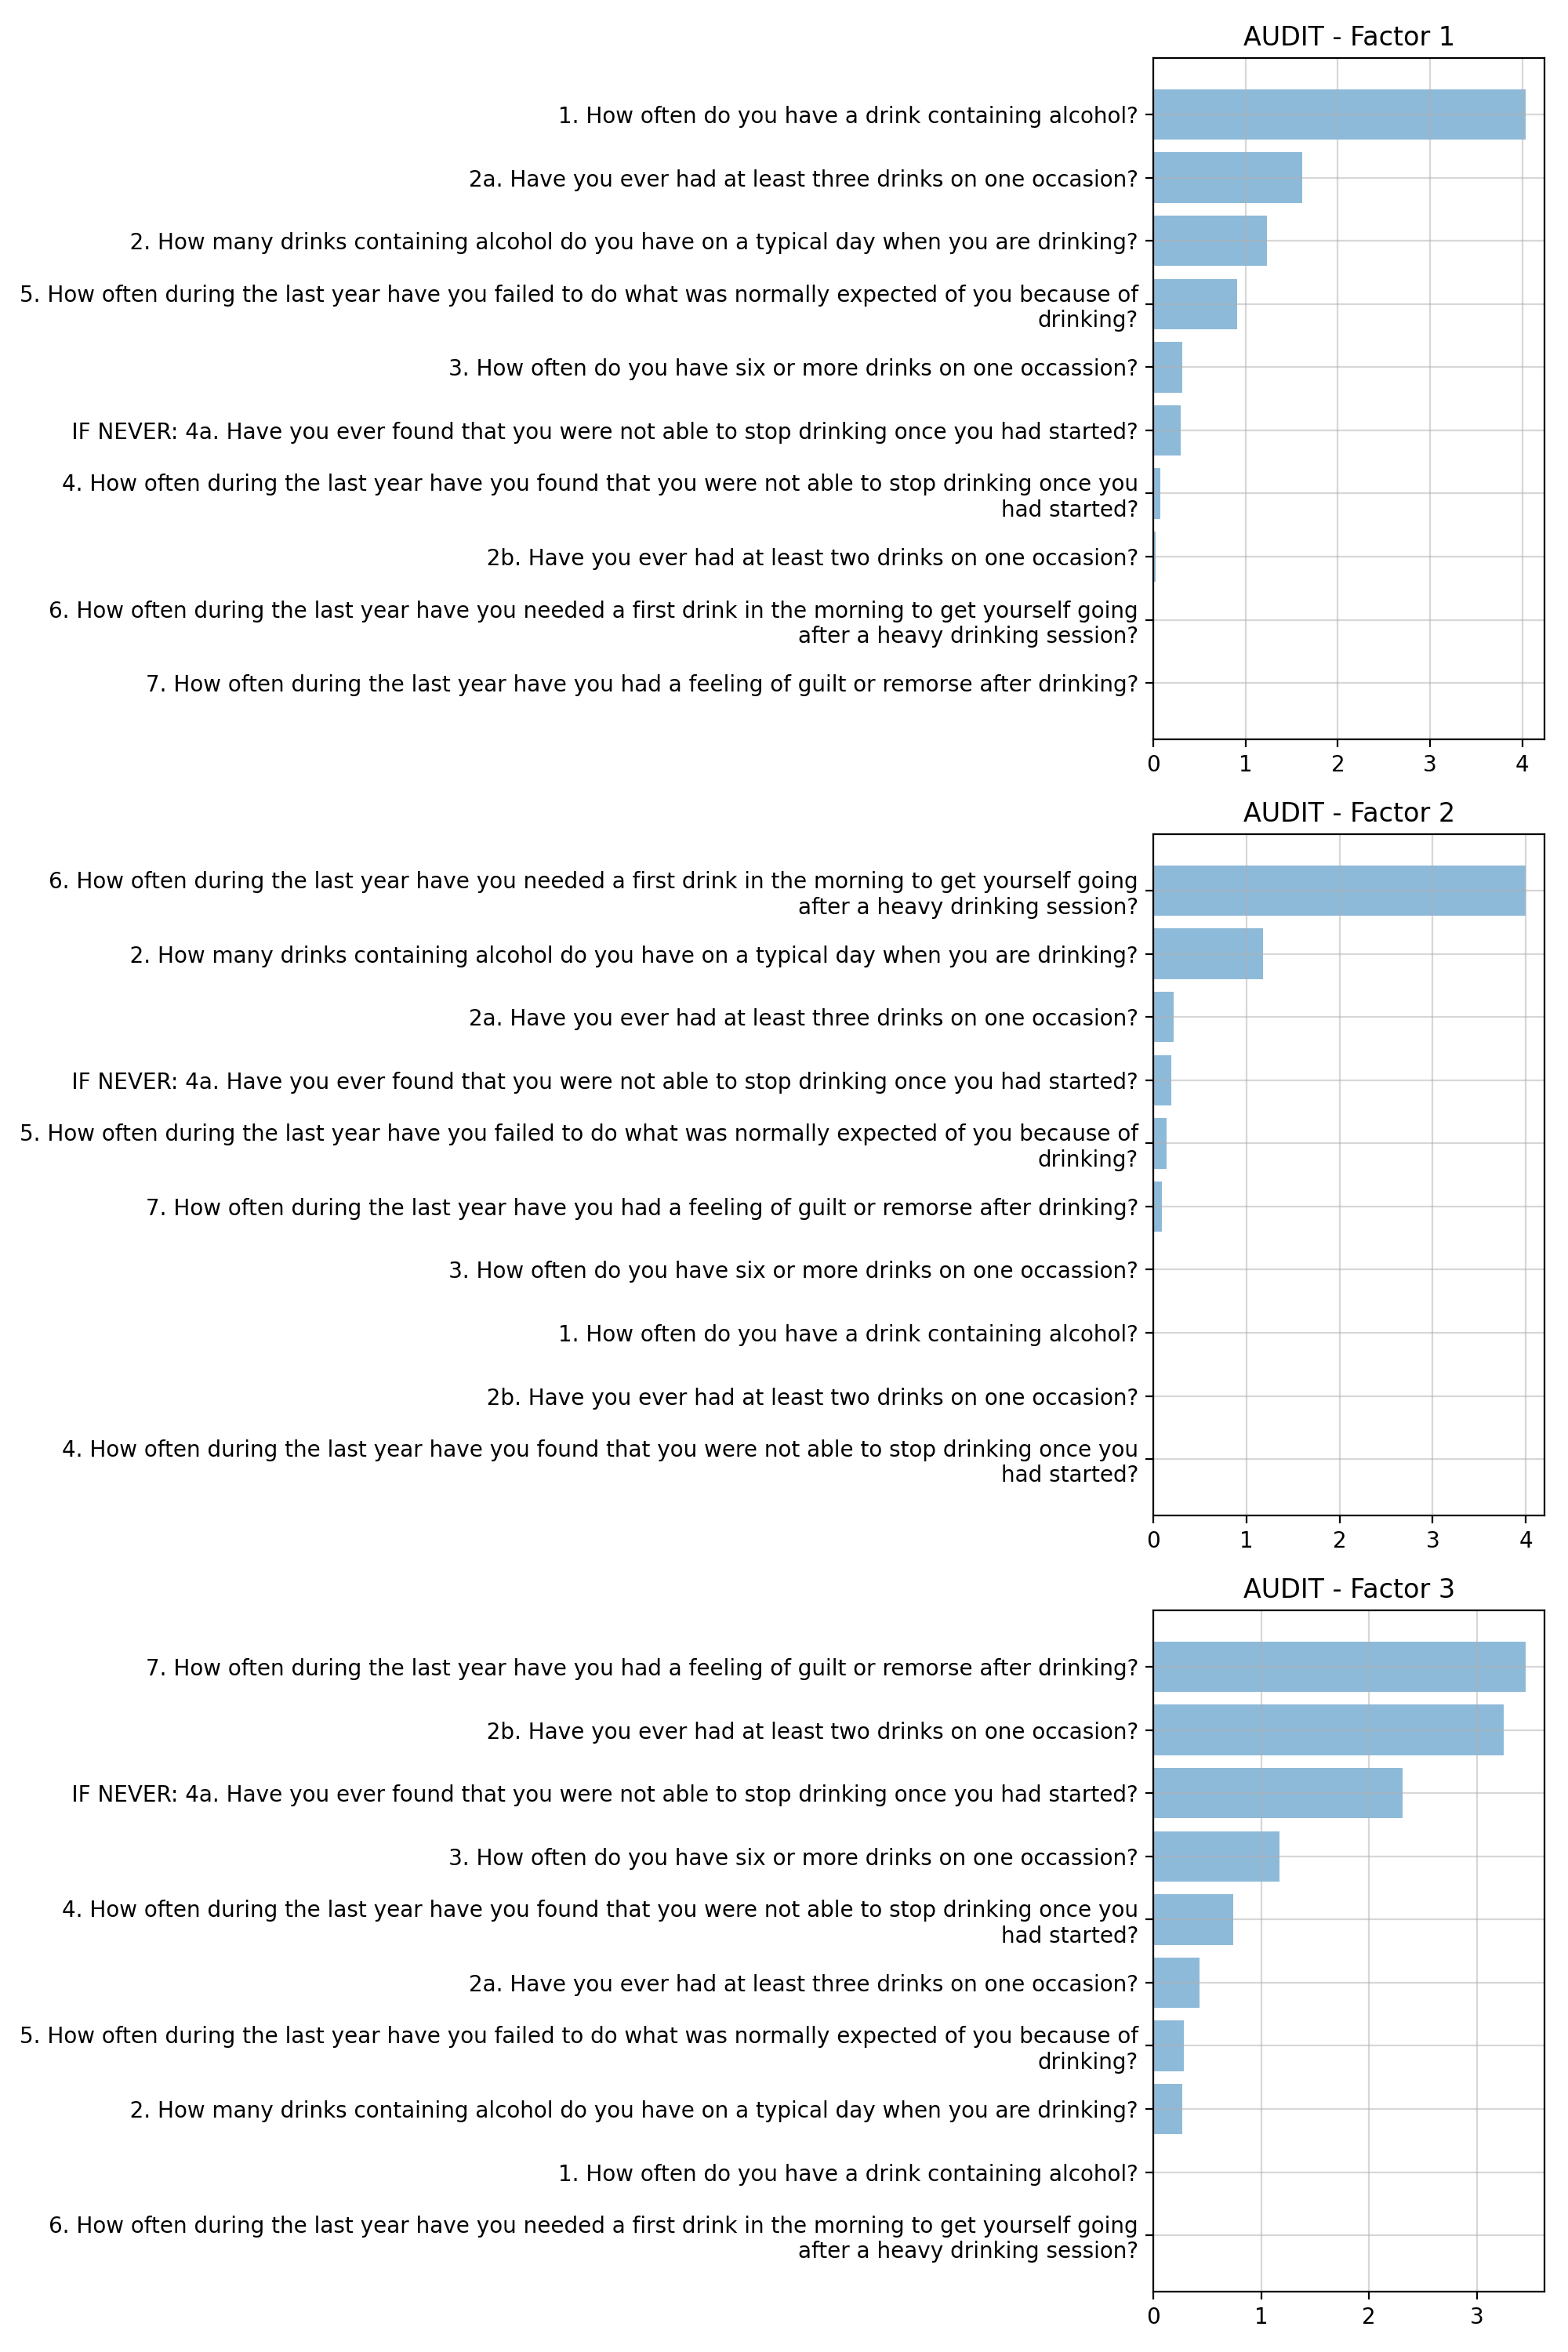 AUDIT - Factor 1
1. How often do you have a drink containing alcohol?
2a. Have you ever had at least three drinks on one occasion?
2. How many drinks containing alcohol do you have on a typical day when you are drinking?
5. How often during the last year have you failed to do what was normally expected of you because of
drinking?
3. How often do you have six or more drinks on one occassion?
IF NEVER: 4a. Have you ever found that you were not able to stop drinking once you had started?
4. How often during the last year have you found that you were not able to stop drinking once you
had started?
2b. Have you ever had at least two drinks on one occasion?
6. How often during the last year have you needed a first drink in the morning to get yourself going
after a heavy drinking session?
7. How often during the last year have you had a feeling of guilt or remorse after drinking?
0 1 2 3 4
AUDIT - Factor 2
6. How often during the last year have you needed a first drink in the morning to get yourself going
after a heavy drinking session?
2. How many drinks containing alcohol do you have on a typical day when you are drinking?
2a. Have you ever had at least three drinks on one occasion?
IF NEVER: 4a. Have you ever found that you were not able to stop drinking once you had started?
5. How often during the last year have you failed to do what was normally expected of you because of
drinking?
7. How often during the last year have you had a feeling of guilt or remorse after drinking?
3. How often do you have six or more drinks on one occassion?
1. How often do you have a drink containing alcohol?
2b. Have you ever had at least two drinks on one occasion?
4. How often during the last year have you found that you were not able to stop drinking once you
had started?
0 1 2 3 4
AUDIT - Factor 3
7. How often during the last year have you had a feeling of guilt or remorse after drinking?
2b. Have you ever had at least two drinks on one occasion?
IF NEVER: 4a. Have you ever found that you were not able to stop drinking once you had started?
3. How often do you have six or more drinks on one occassion?
4. How often during the last year have you found that you were not able to stop drinking once you
had started?
2a. Have you ever had at least three drinks on one occasion?
5. How often during the last year have you failed to do what was normally expected of you because of
drinking?
2. How many drinks containing alcohol do you have on a typical day when you are drinking?
1. How often do you have a drink containing alcohol?
6. How often during the last year have you needed a first drink in the morning to get yourself going
after a heavy drinking session?
0 1 2 3